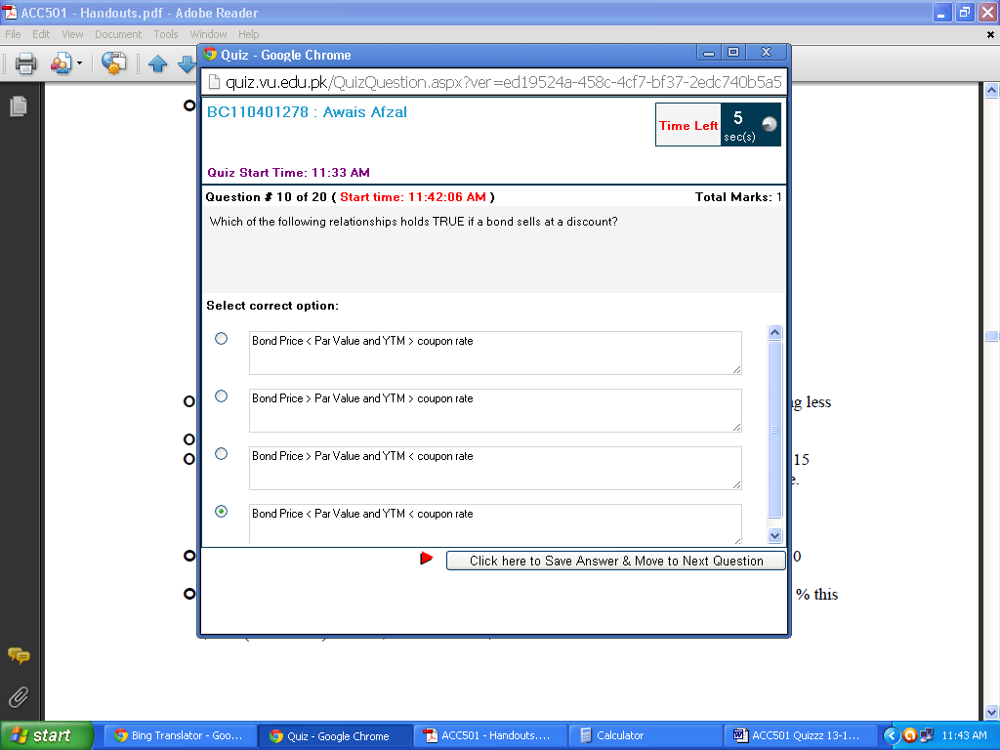 ACC501 - Handouts.pdf - Adobe Reader
File Edit View Document Tools Window Help
Quiz - Google Chrome
quiz.vu.edu.pk/QuizQuestion.aspx?ver=ed19524a-458c-4cf7-bf37-2edc740b5a5
BC110401278 : Awais Afzal
Time Left 5 sec(s)
Quiz Start Time: 11:33 AM
Question # 10 of 20 ( Start time: 11:42:06 AM ) Total Marks: 1
Which of the following relationships holds TRUE if a bond sells at a discount?
Select correct option:
Bond Price < Par Value and YTM > coupon rate
Bond Price > Par Value and YTM > coupon rate
g less
Bond Price > Par Value and YTM < coupon rate
15
Bond Price < Par Value and YTM < coupon rate
Click here to Save Answer & Move to Next Question
0
% this
start Bing Translator - Goo... Quiz - Google Chrome ACC501 - Handouts.... Calculator ACC501 Quizzz 13-1... 11:43 AM